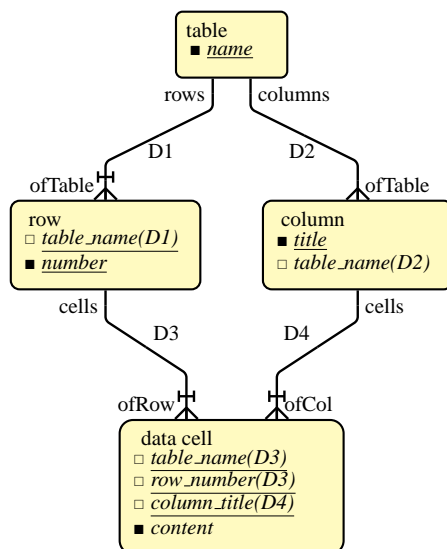 table
■ name
rows columns
D1 D2
ofTable ofTable
row
□ table_name(D1)
■ number
column
■ title
□ table_name(D2)
cells cells
D3 D4
ofRow ofCol
data cell
□ table_name(D3)
□ row_number(D3)
□ column_title(D4)
■ content